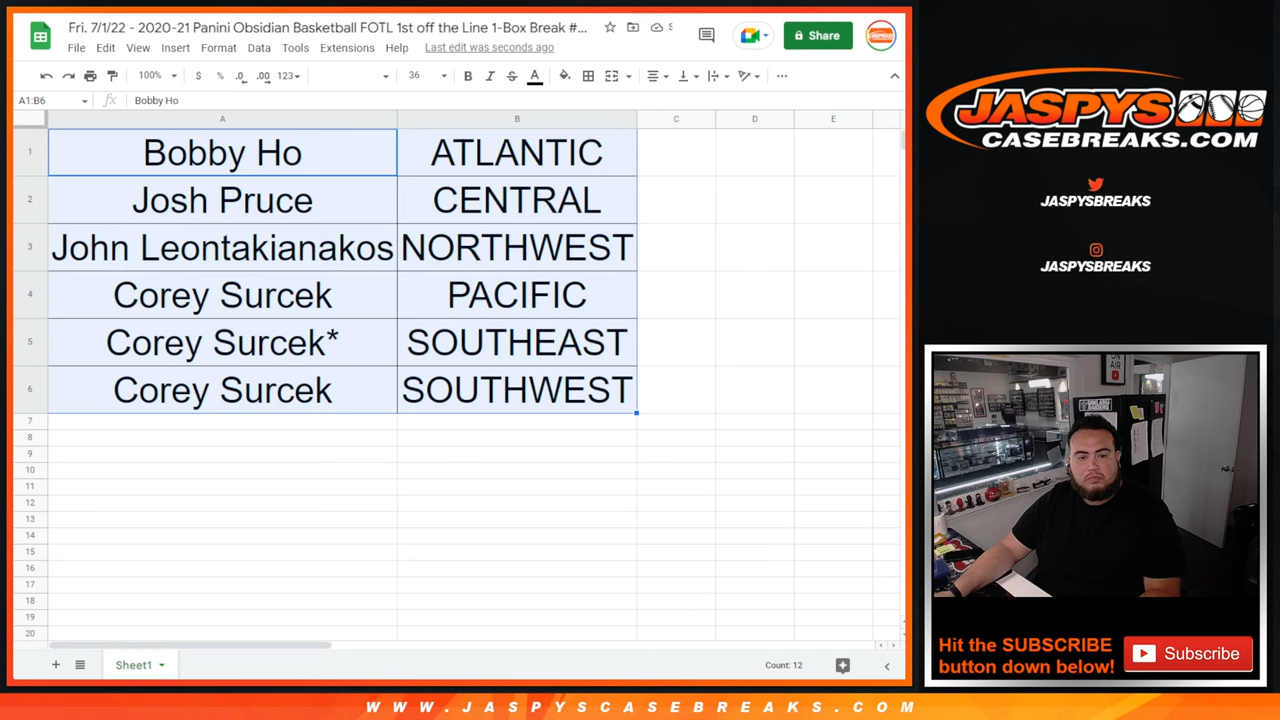 Fri. 7/1/22 - 2020-21 Panini Obsidian Basketball FOTL 1st off the Line 1-Box Break #...
File Edit View Insert Format Data Tools Extensions Help Last edit was seconds ago
Share
100% $ % .0 .00 123 36 B I S A
A1:B6 fx Bobby Ho
A B C D E
1 Bobby Ho ATLANTIC
2 Josh Pruce CENTRAL
3 John Leontakianakos NORTHWEST
4 Corey Surcek PACIFIC
5 Corey Surcek* SOUTHEAST
6 Corey Surcek SOUTHWEST
7
8
9
10
11
12
13
14
15
16
17
18
19
20
Sheet1
Count: 12
JASPYS
CASEBREAKS.COM
JASPYSBREAKS
JASPYSBREAKS
ON AIR
Hit the SUBSCRIBE
button down below!
Subscribe
WWW.JASPYSCASEBREAKS.COM